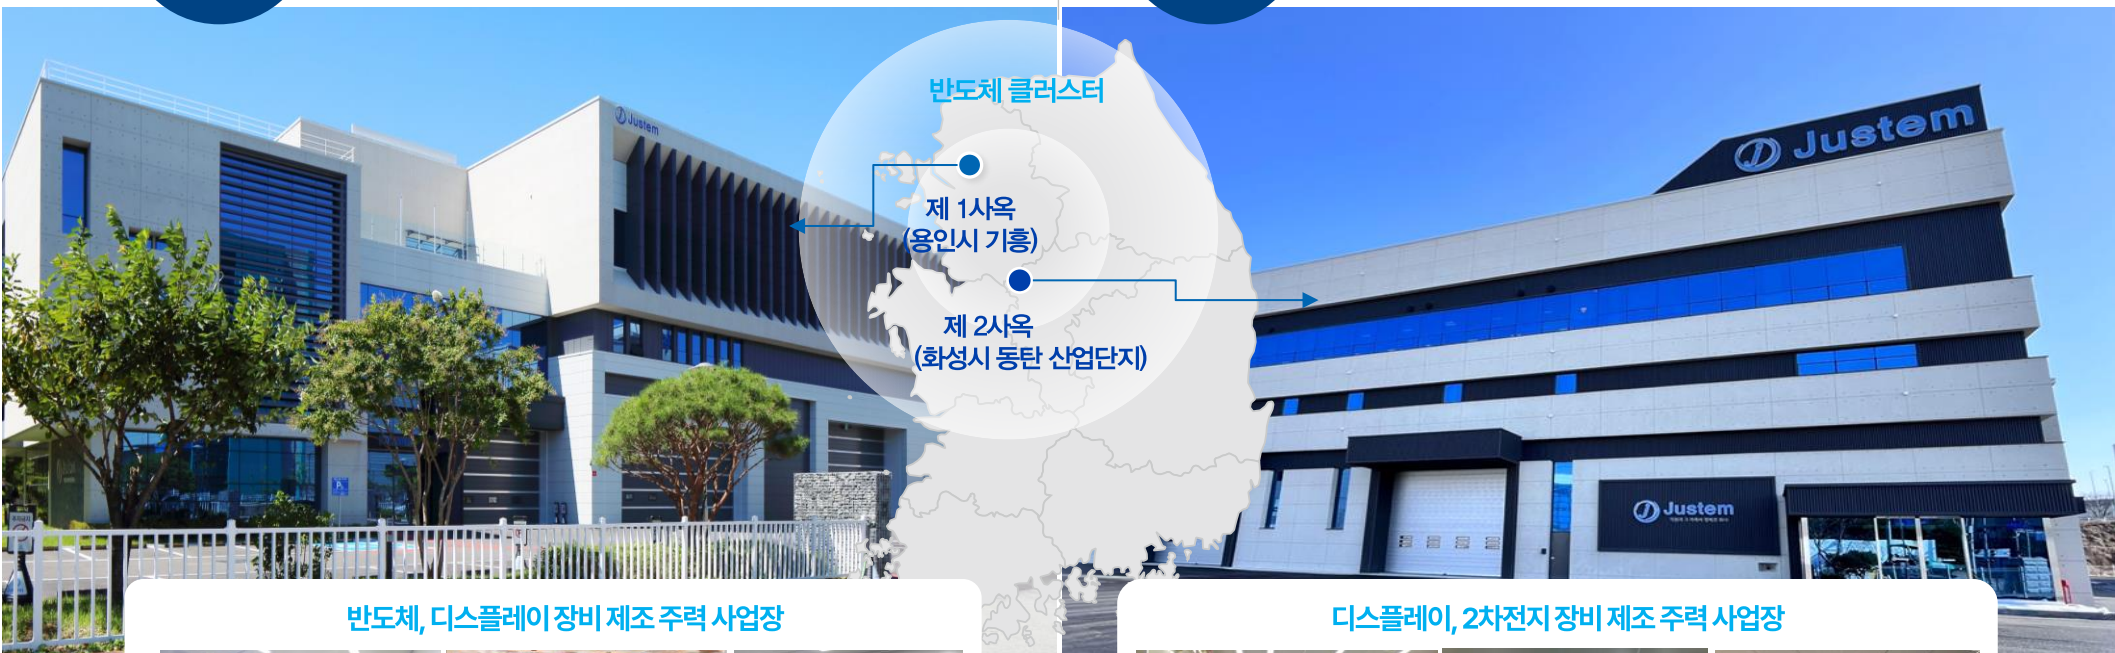 반도체 클러스터
Justem
Justem
제 1사옥
(용인시 기흥)
제 2사옥
(화성시 동탄 산업단지)
Justem
반도체, 디스플레이 장비 제조 주력 사업장
디스플레이, 2차전지 장비 제조 주력 사업장